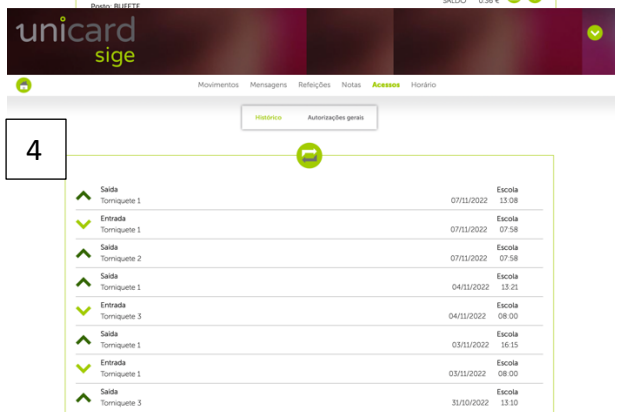 Posto: BUFETE
SALDO 0.36 €
unicard
sige
Movimentos Mensagens Refeições Notas Acessos Horário
Histórico Autorizações gerais
4
Saída Escola
Torniquete 1 07/11/2022 13:08
Entrada Escola
Torniquete 1 07/11/2022 07:58
Saída Escola
Torniquete 2 07/11/2022 07:58
Saída Escola
Torniquete 1 04/11/2022 13:21
Entrada Escola
Torniquete 3 04/11/2022 08:00
Saída Escola
Torniquete 1 03/11/2022 16:15
Entrada Escola
Torniquete 1 03/11/2022 08:00
Saída Escola
Torniquete 3 31/10/2022 13:10